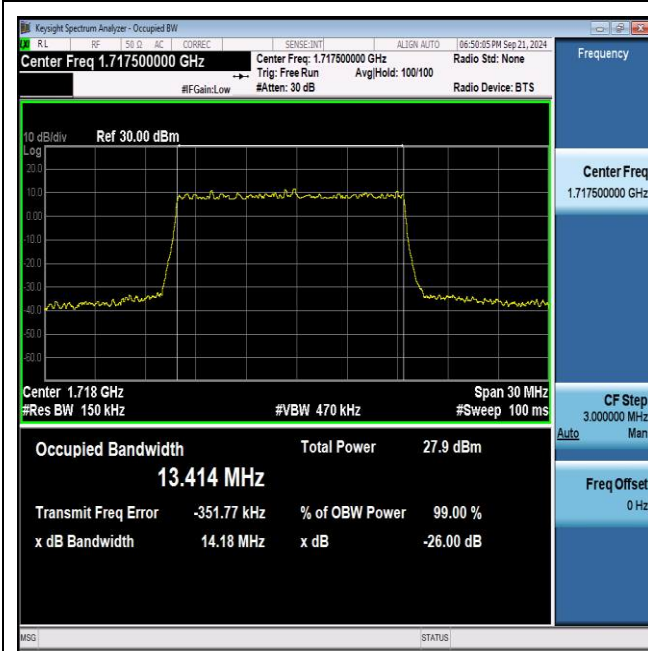 Keysight Spectrum Analyzer - Occupied BW
RL RF 50 Ω AC CORREC SENSE:INT ALIGN AUTO 06:50:05 PM Sep 21, 2024
Center Freq 1.717500000 GHz Center Freq: 1.717500000 GHz Radio Std: None
Trig: Free Run Avg|Hold: 100/100
#IFGain:Low #Atten: 30 dB Radio Device: BTS
Frequency
10 dB/div Ref 30.00 dBm
Log
20.0
10.0
0.00
-10.0
-20.0
-30.0
-40.0
-50.0
-60.0
Center 1.718 GHz Span 30 MHz
#Res BW 150 kHz #VBW 470 kHz #Sweep 100 ms
Occupied Bandwidth Total Power 27.9 dBm
13.414 MHz
Transmit Freq Error -351.77 kHz % of OBW Power 99.00 %
x dB Bandwidth 14.18 MHz x dB -26.00 dB
Center Freq
1.717500000 GHz
CF Step
3.000000 MHz
Auto Man
Freq Offset
0 Hz
MSG STATUS